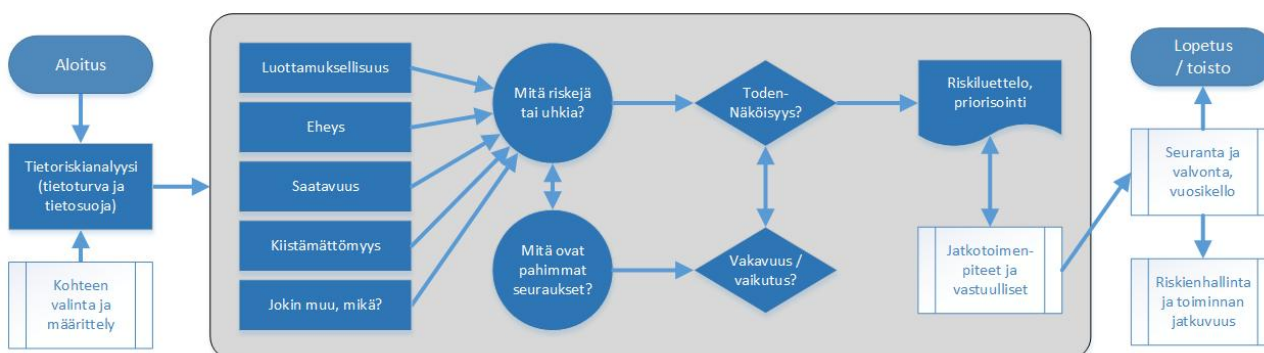 Aloitus
Tietoriskianalyysi
(tietoturva ja
tietosuoja)
Kohteen
valinta ja
määrittely
Luottamuksellisuus
Eheys
Saatavuus
Kiistämättömyys
Jokin muu, mikä?
Mitä riskejä
tai uhkia?
Mitä ovat
pahimmat
seuraukset?
Toden-
Näköisyys?
Vakavuus /
vaikutus?
Riskiluettelo,
priorisointi
Jatkotoimen-
piteet ja
vastuulliset
Lopetus
/ toisto
Seuranta ja
valvonta,
vuosikello
Riskienhallinta
ja toiminnan
jatkuvuus